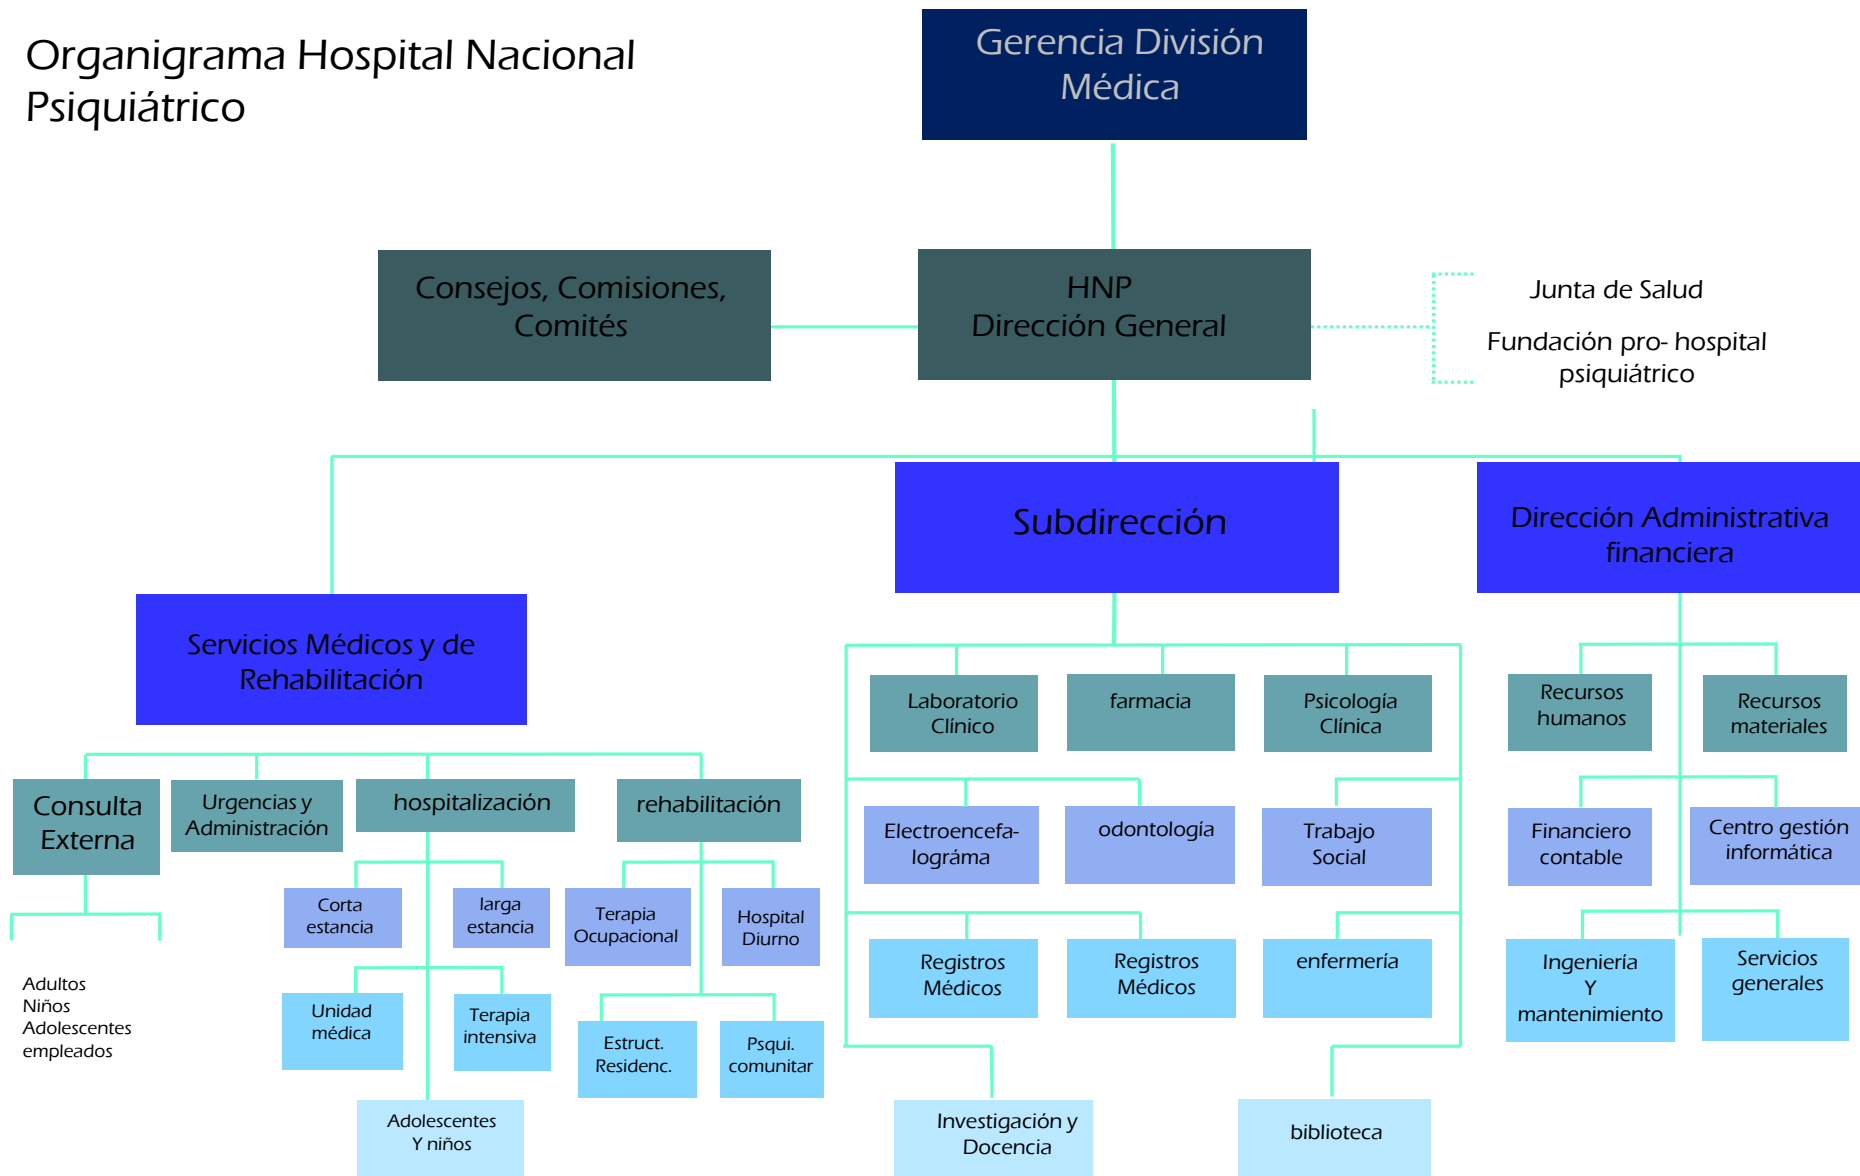 Organigrama Hospital Nacional
Psiquiátrico
Gerencia División
Médica
Consejos, Comisiones,
Comités
HNP
Dirección General
Junta de Salud
Fundación pro- hospital
psiquiátrico
Servicios Médicos y de
Rehabilitación
Subdirección
Dirección Administrativa
financiera
Consulta
Externa
Urgencias y
Administración
hospitalización
rehabilitación
Adultos
Niños
Adolescentes
empleados
Corta
estancia
larga
estancia
Unidad
médica
Terapia
intensiva
Adolescentes
Y niños
Terapia
Ocupacional
Hospital
Diurno
Estruct.
Residenc.
Psqui.
comunitar
Laboratorio
Clínico
farmacia
Psicología
Clínica
Electroencefa-
lográma
odontología
Trabajo
Social
Registros
Médicos
Registros
Médicos
enfermería
Investigación y
Docencia
biblioteca
Recursos
humanos
Recursos
materiales
Financiero
contable
Centro gestión
informática
Ingeniería
Y
mantenimiento
Servicios
generales